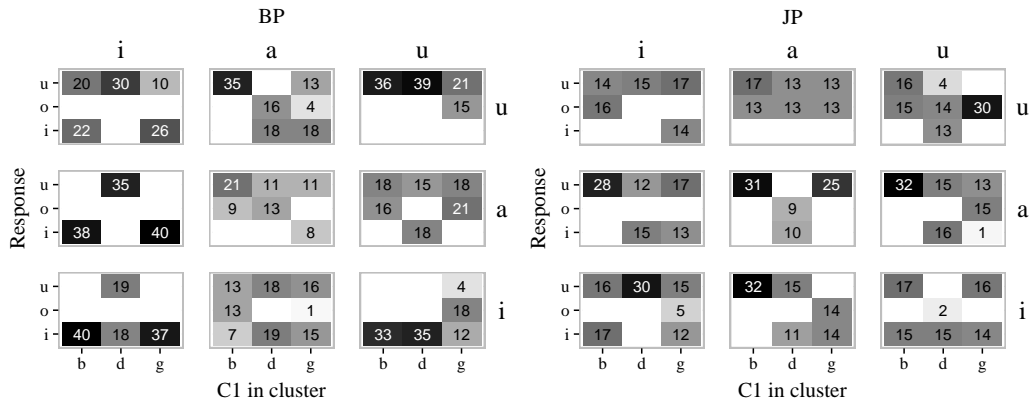 BP JP
i a u i a u
u 20 30 10 35 13 36 39 21 u u 14 15 17 17 13 13 16 4 u
o 16 4 15 o 16 13 13 13 15 14 30
i 22 26 18 18 i 14 13
u 35 21 11 11 18 15 18 a u 28 12 17 31 25 32 15 13 a
o 9 13 16 21 o 9 15
i 38 40 8 18 i 15 13 10 16 1
u 19 13 18 16 4 i u 16 30 15 32 15 17 16 i
o 13 1 18 o 5 14 2
i 40 18 37 7 19 15 33 35 12 i 17 12 11 14 15 15 14
b d g b d g b d g b d g b d g b d g
C1 in cluster C1 in cluster
Response Response